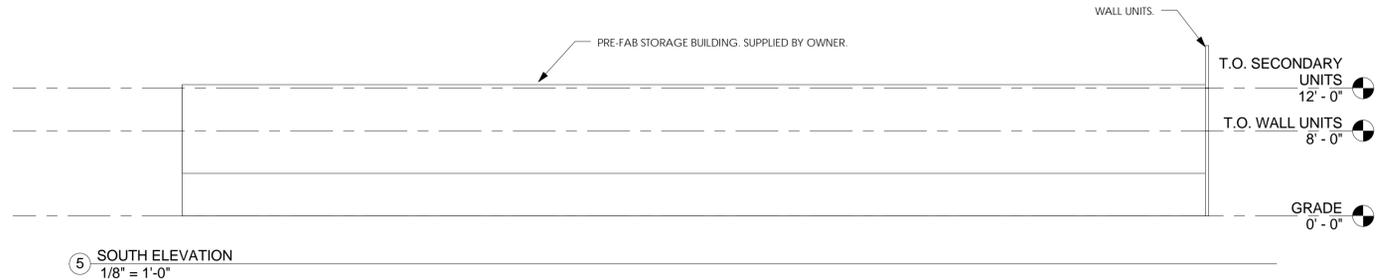 WALL UNITS.
PRE-FAB STORAGE BUILDING. SUPPLIED BY OWNER.
T.O. SECONDARY
UNITS
12' - 0"
T.O. WALL UNITS
8' - 0"
GRADE
0' - 0"
5 SOUTH ELEVATION
1/8" = 1'-0"